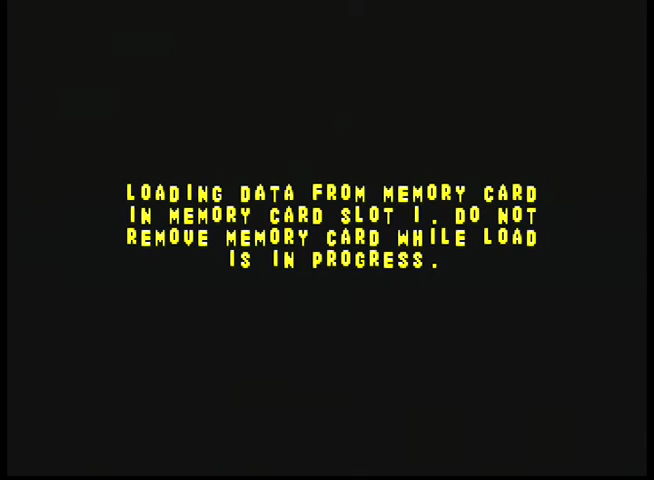 LOADING DATA FROM MEMORY CARD
IN MEMORY CARD SLOT 1. DO NOT
REMOVE MEMORY CARD WHILE LOAD
IS IN PROGRESS.